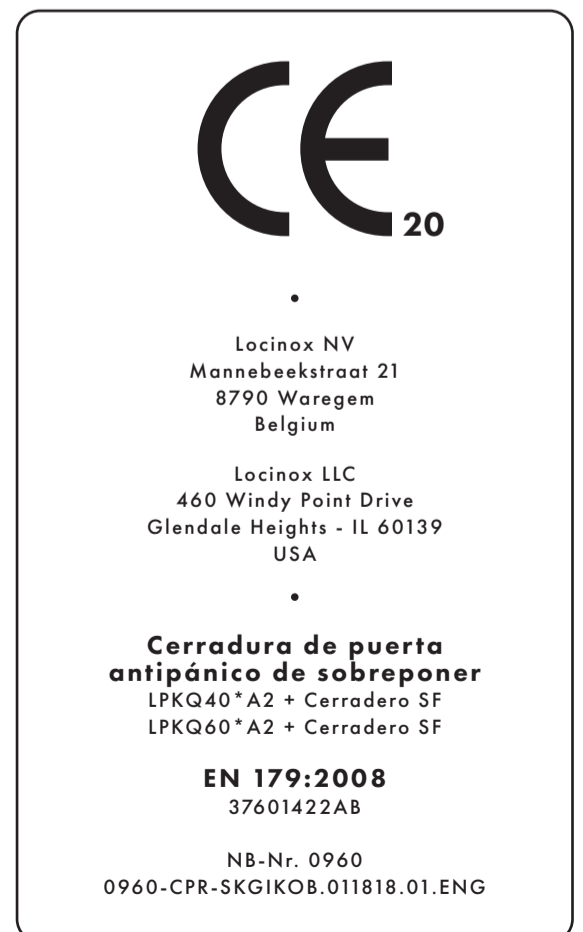 CE 20
•
Locinox NV
Mannebeekstraat 21
8790 Waregem
Belgium
Locinox LLC
460 Windy Point Drive
Glendale Heights - IL 60139
USA
•
Cerradura de puerta
antipánico de sobreponer
LPKQ40*A2 + Cerradero SF
LPKQ60*A2 + Cerradero SF
EN 179:2008
37601422AB
NB-Nr. 0960
0960-CPR-SKGIKOB.011818.01.ENG